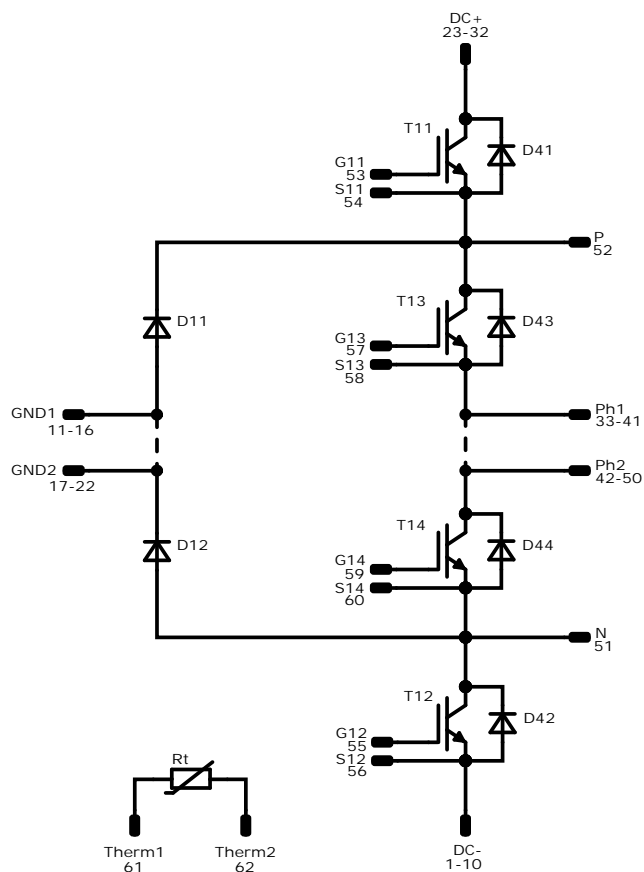 DC+
23-32
T11
D41
G11
53
S11
54
P
52
T13
D43
D11
G13
57
S13
58
GND1
11-16
Ph1
33-41
GND2
17-22
Ph2
42-50
T14
D44
D12
G14
59
S14
60
N
51
T12
D42
G12
55
S12
56
Rt
Therm1
61
Therm2
62
DC-
1-10